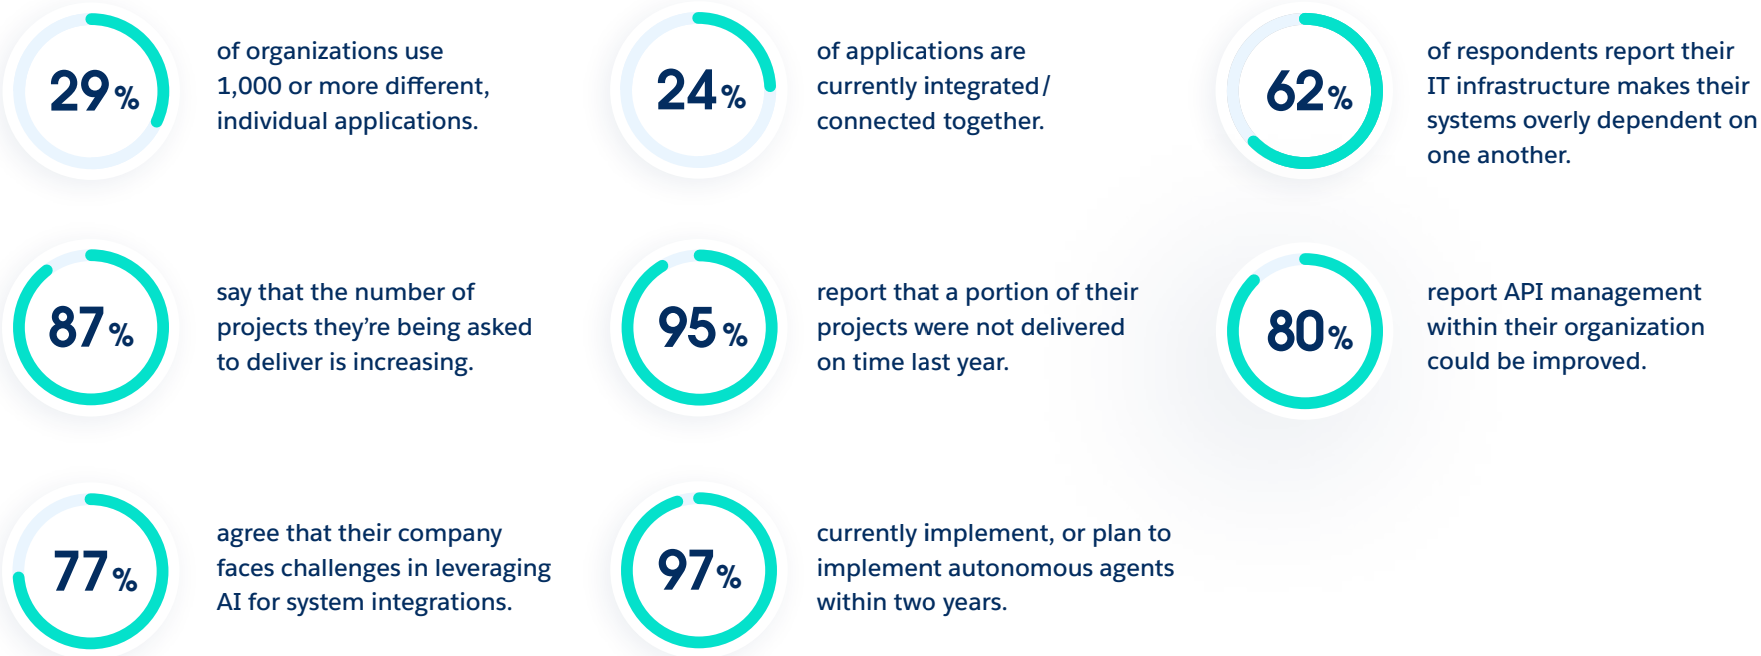 29%
of organizations use
1,000 or more different,
individual applications.
24%
of applications are
currently integrated/
connected together.
62%
of respondents report their
IT infrastructure makes their
systems overly dependent on
one another.
87%
say that the number of
projects they’re being asked
to deliver is increasing.
95%
report that a portion of their
projects were not delivered
on time last year.
80%
report API management
within their organization
could be improved.
77%
agree that their company
faces challenges in leveraging
AI for system integrations.
97%
currently implement, or plan to
implement autonomous agents
within two years.